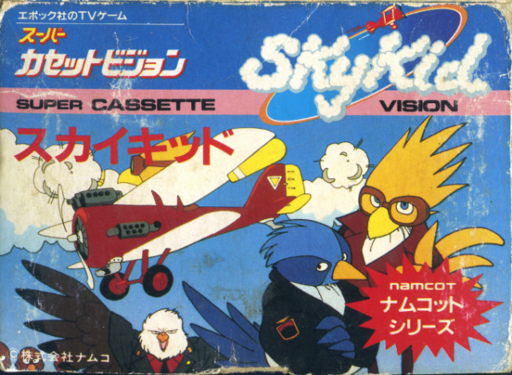 エポック社のTVゲーム
スーパー
カセットビジョン
SkyKid
SUPER CASSETTE VISION
スカイキッド
namcot
ナムコット
シリーズ
©株式会社ナムコ